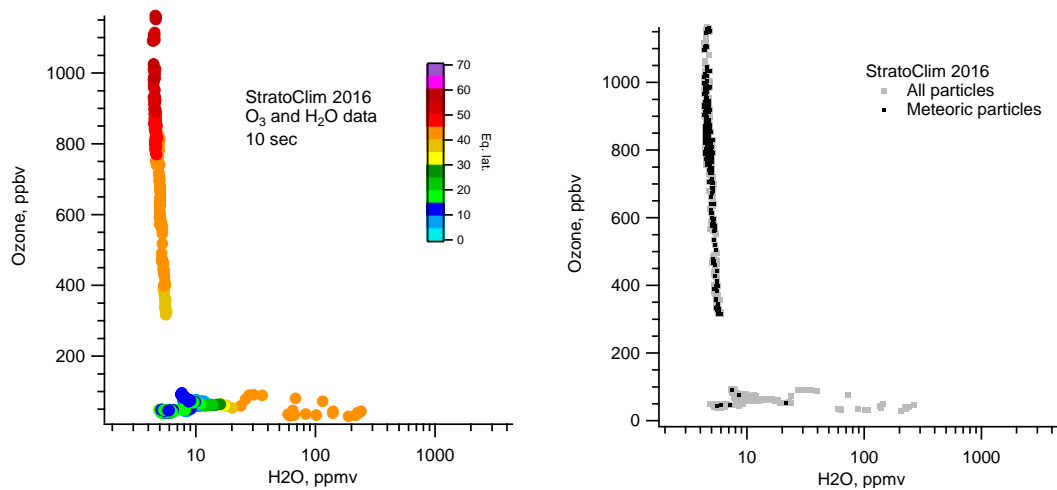 1000
800
600
400
200
Ozone, ppbv
10
100
1000
H2O, ppmv
StratoClim 2016
O₃ and H₂O data
10 sec
70
60
50
40
30
20
10
0
Eq. lat.
1000
800
600
400
200
0
Ozone, ppbv
10
100
1000
H2O, ppmv
StratoClim 2016
All particles
Meteoric particles